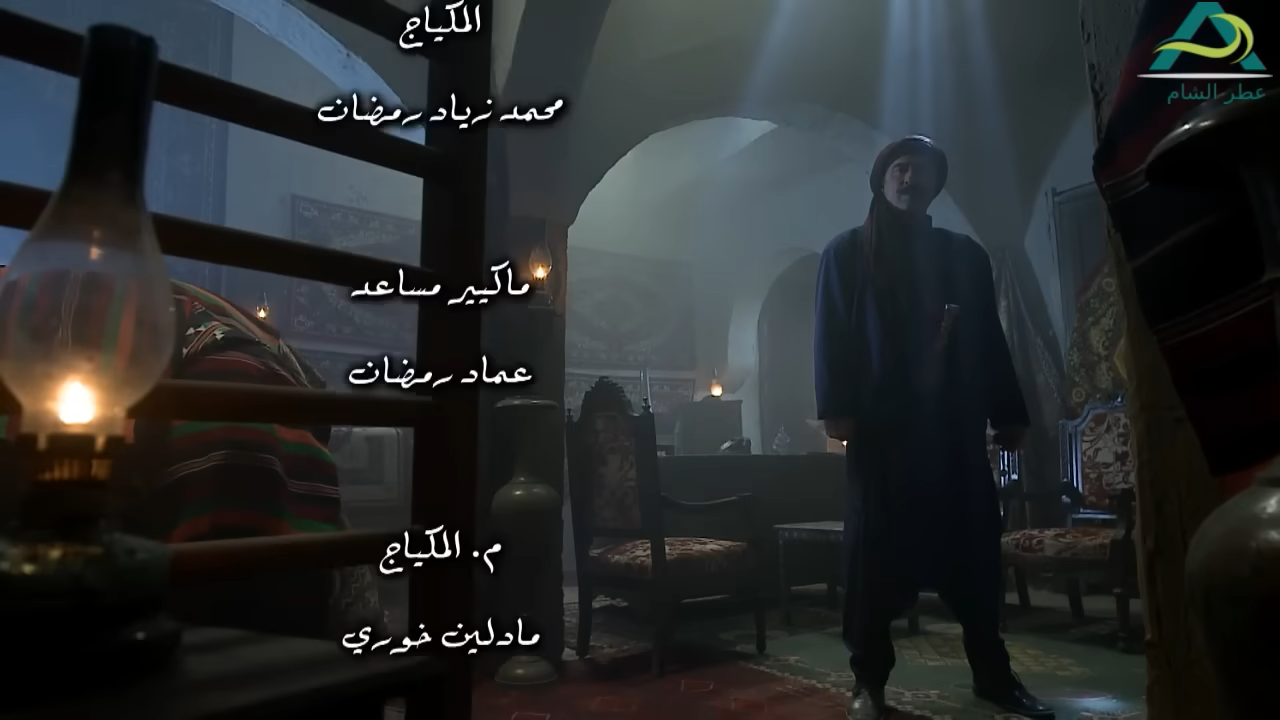 المكياج
محمد زياد رمضان
ماكيير مساعد
عماد رمضان
م. المكياج
مادلين خوري
عطر الشام